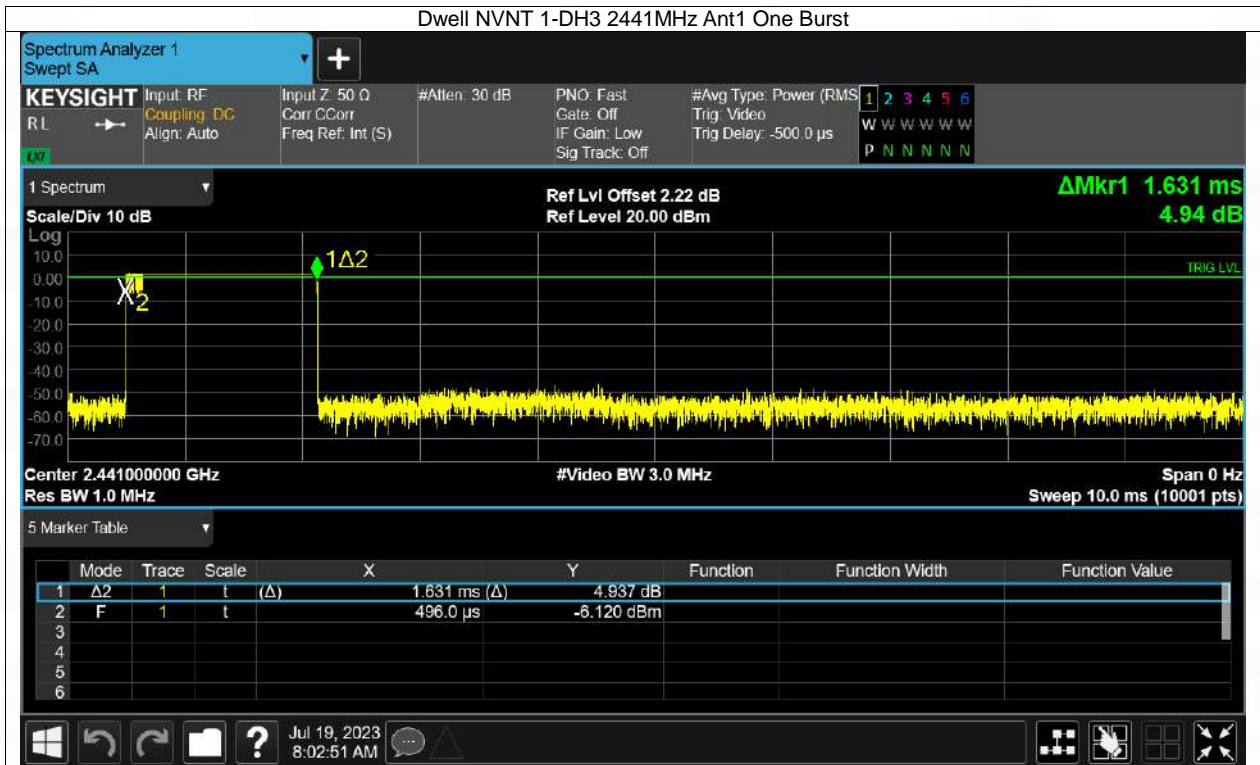 Dwell NVNT 1-DH3 2441MHz Ant1 One Burst
Spectrum Analyzer 1
Swept SA
+
KEYSIGHT
RL
LXI
Input: RF
Coupling: DC
Align: Auto
Input Z: 50 Ω
Corr CCorr
Freq Ref: Int (S)
#Atten: 30 dB
PNO: Fast
Gate: Off
IF Gain: Low
Sig Track: Off
#Avg Type: Power (RMS
Trig: Video
Trig Delay: -500.0 µs
1 2 3 4 5 6
W W W W W W
P N N N N N
1 Spectrum
Scale/Div 10 dB
Ref Lvl Offset 2.22 dB
Ref Level 20.00 dBm
ΔMkr1 1.631 ms
4.94 dB
Log
10.0
0.00
-10.0
-20.0
-30.0
-40.0
-50.0
-60.0
-70.0
1Δ2
2
TRIG LVL
Center 2.441000000 GHz
Res BW 1.0 MHz
#Video BW 3.0 MHz
Span 0 Hz
Sweep 10.0 ms (10001 pts)
5 Marker Table
Mode Trace Scale X Y Function Function Width Function Value
1 Δ2 1 t (Δ) 1.631 ms (Δ) 4.937 dB
2 F 1 t 496.0 µs -6.120 dBm
3
4
5
6
?
Jul 19, 2023
8:02:51 AM